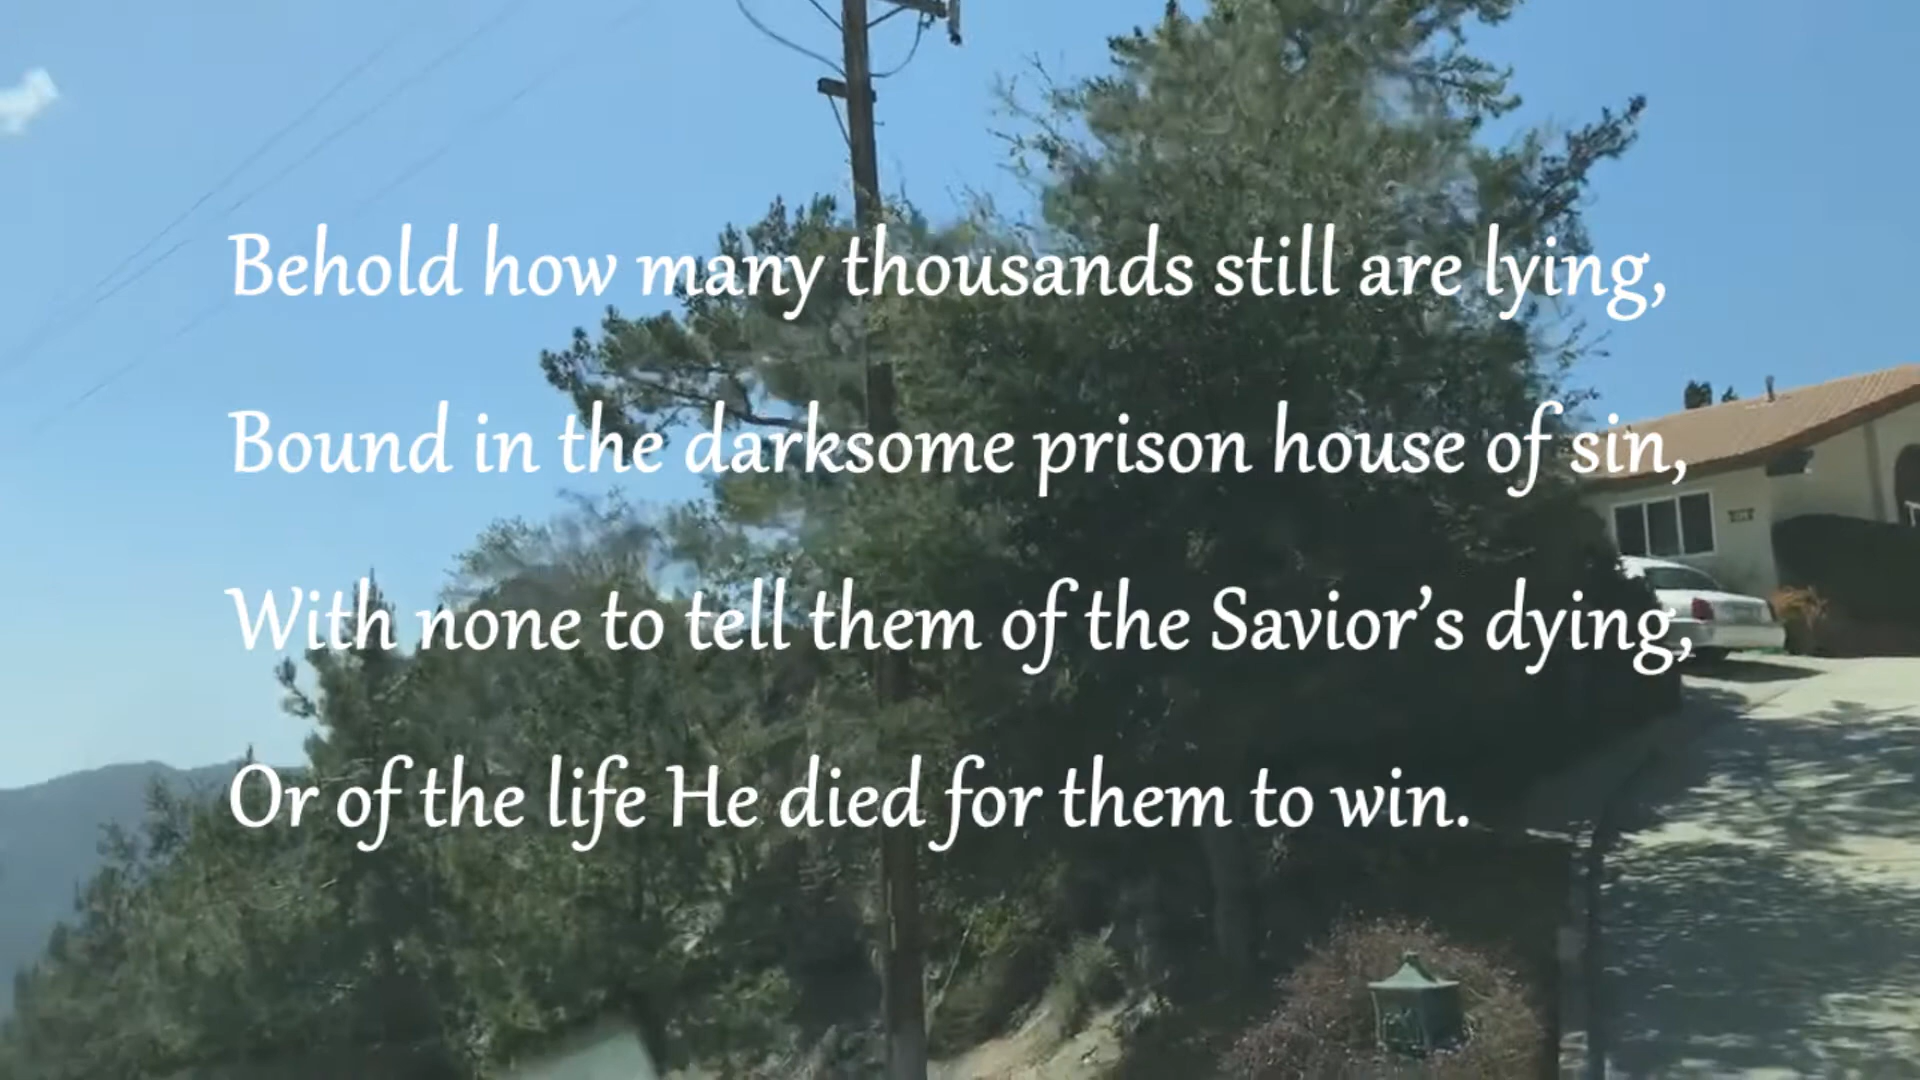 Behold how many thousands still are lying,
Bound in the darksome prison house of sin,
With none to tell them of the Savior’s dying,
Or of the life He died for them to win.